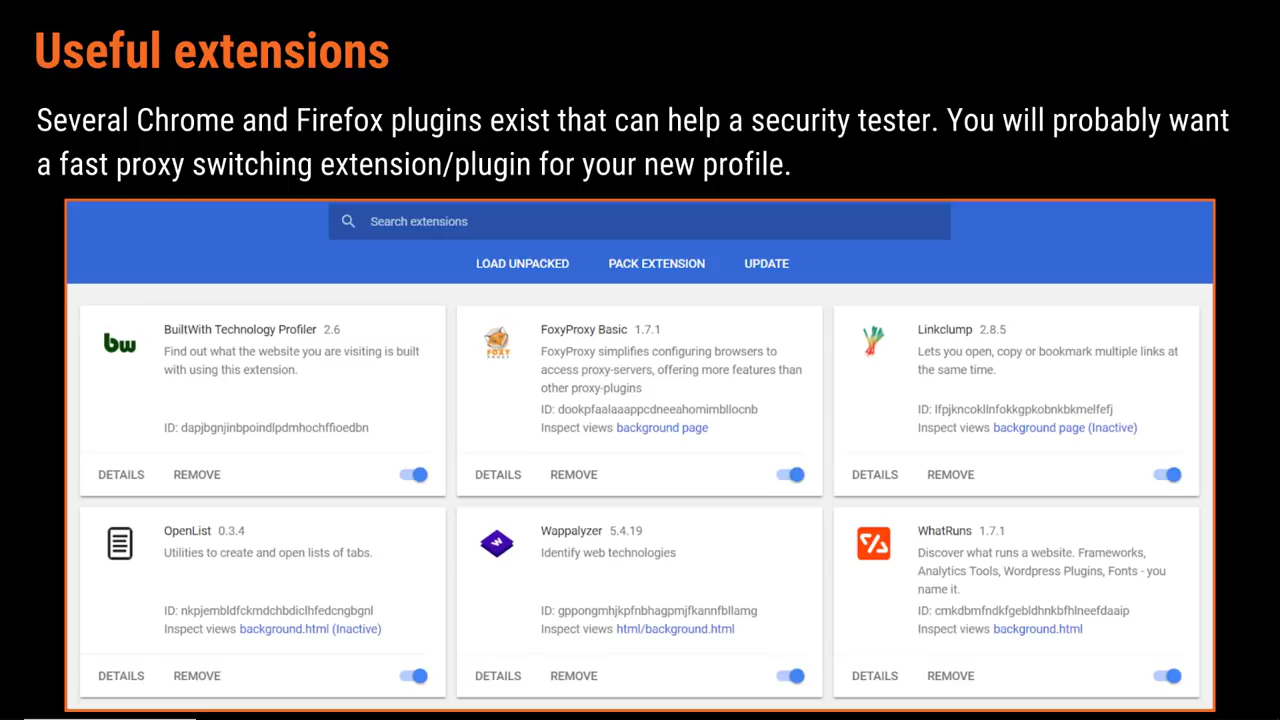 Useful extensions
Several Chrome and Firefox plugins exist that can help a security tester. You will probably want
a fast proxy switching extension/plugin for your new profile.
Search extensions
LOAD UNPACKED PACK EXTENSION UPDATE
bw
BuiltWith Technology Profiler 2.6
Find out what the website you are visiting is built
with using this extension.
ID: dapjbgnjinbpoindlpdmhochffioedbn
DETAILS REMOVE
FOXY
FoxyProxy Basic 1.7.1
FoxyProxy simplifies configuring browsers to
access proxy-servers, offering more features than
other proxy-plugins
ID: dookpfaalaaappcdneeahomimbllocnb
Inspect views background page
DETAILS REMOVE
Linkclump 2.8.5
Lets you open, copy or bookmark multiple links at
the same time.
ID: lfpjkncokllnfokkgpkobnkbkmelfefj
Inspect views background page (Inactive)
DETAILS REMOVE
OpenList 0.3.4
Utilities to create and open lists of tabs.
ID: nkpjembldfckmdchbdiclhfedcngbgnl
Inspect views background.html (Inactive)
DETAILS REMOVE
W
Wappalyzer 5.4.19
Identify web technologies
ID: gppongmhjkpfnbhagpmjfkannfbllamg
Inspect views html/background.html
DETAILS REMOVE
WhatRuns 1.7.1
Discover what runs a website. Frameworks,
Analytics Tools, Wordpress Plugins, Fonts - you
name it.
ID: cmkdbmfndkfgebldhnkbfhlneefdaaip
Inspect views background.html
DETAILS REMOVE